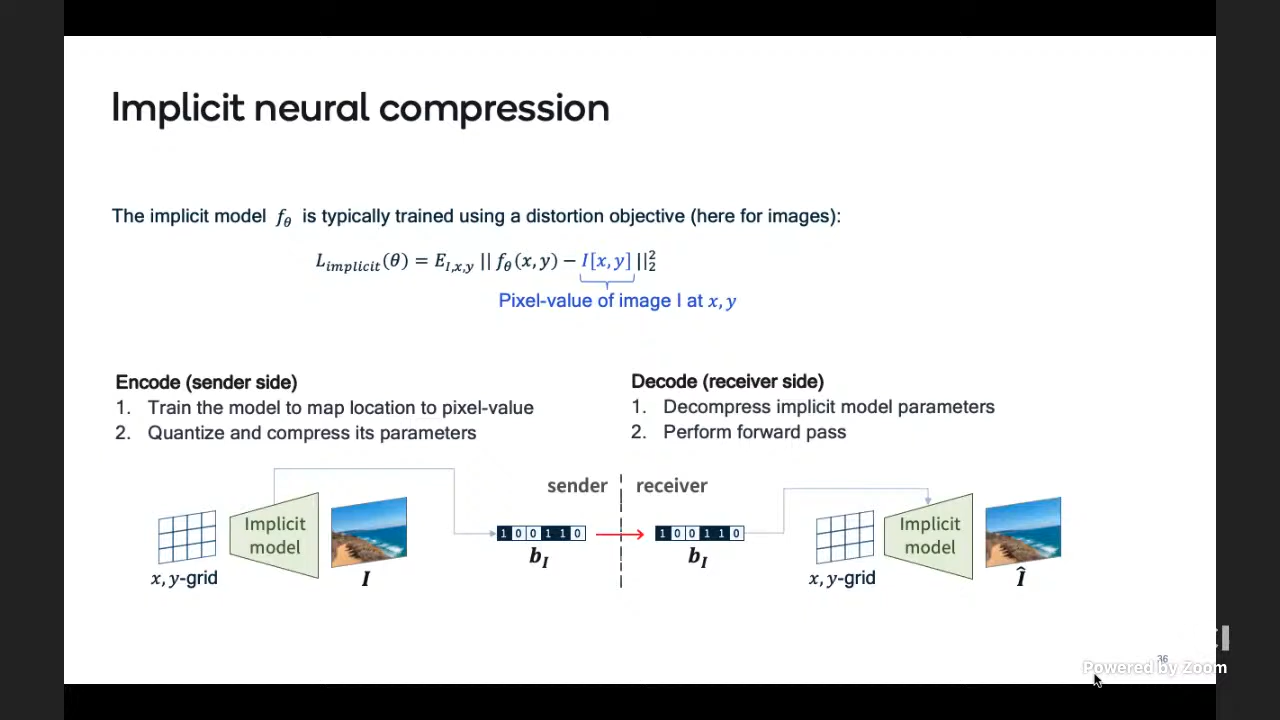 Implicit neural compression
The implicit model f_θ is typically trained using a distortion objective (here for images):
L_implicit(θ) = E_{I,x,y} || f_θ(x, y) − I[x, y] ||_2^2
Pixel-value of image I at x, y
Encode (sender side)
1. Train the model to map location to pixel-value
2. Quantize and compress its parameters
Decode (receiver side)
1. Decompress implicit model parameters
2. Perform forward pass
sender
receiver
Implicit
model
x, y-grid
I
1 0 0 1 1 0
b_I
1 0 0 1 1 0
b_I
Implicit
model
x, y-grid
Î
36
Powered by Zoom